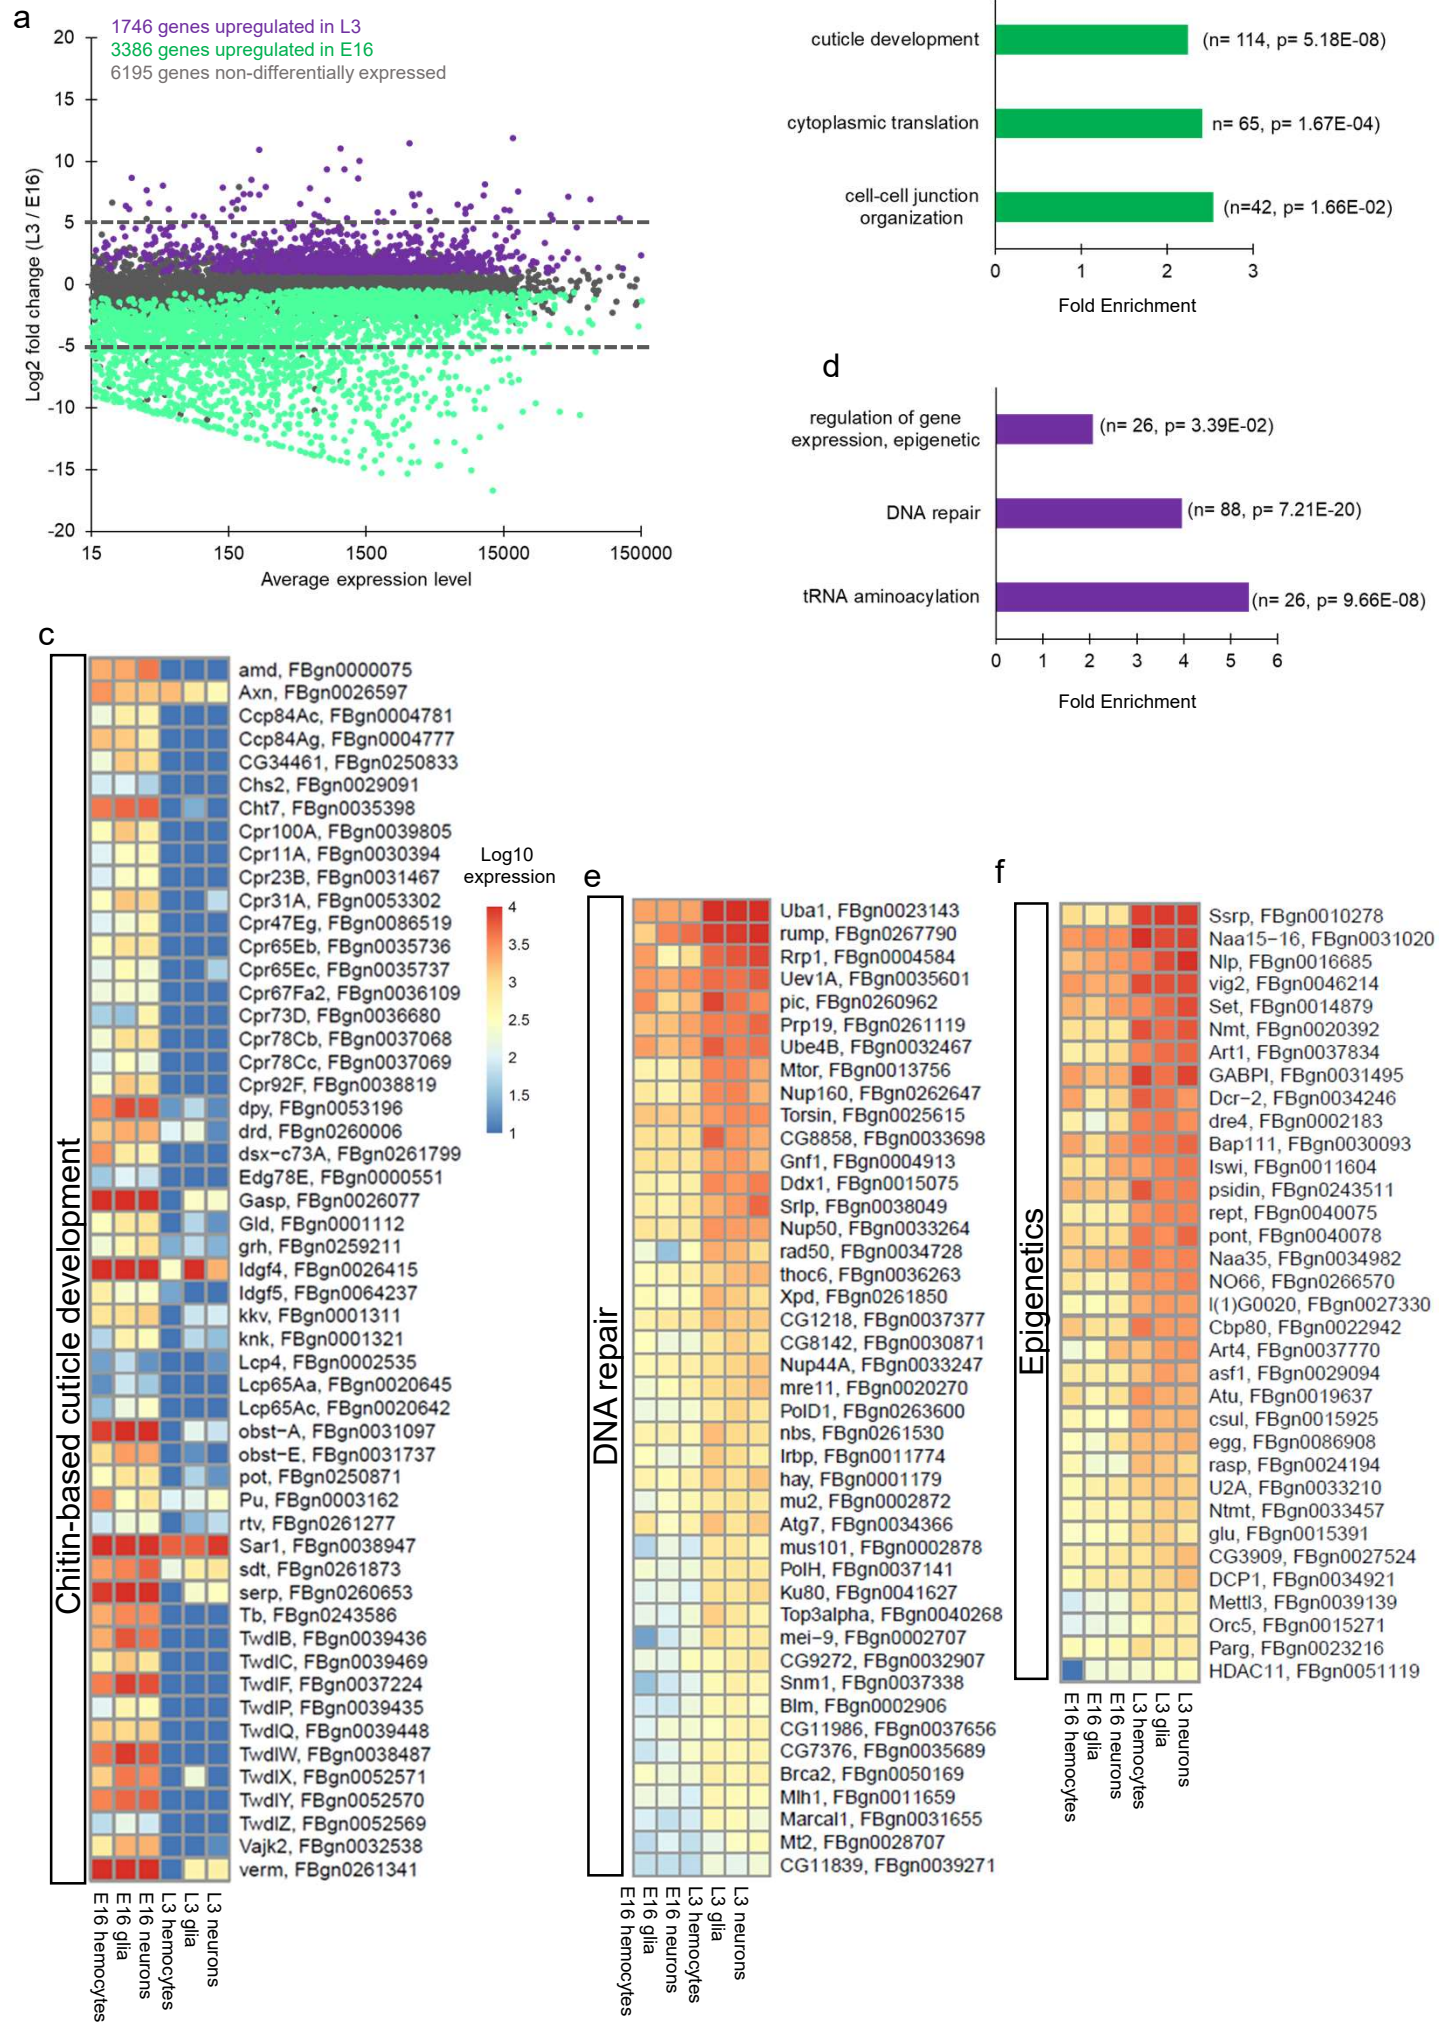 a
1746 genes upregulated in L3
3386 genes upregulated in E16
6195 genes non-differentially expressed
20
15
10
5
0
-5
-10
-15
-20
Log2 fold change (L3 / E16)
15
150
1500
15000
150000
Average expression level
cuticle development
(n= 114, p= 5.18E-08)
cytoplasmic translation
n= 65, p= 1.67E-04)
cell-cell junction
organization
(n=42, p= 1.66E-02)
0
1
2
3
Fold Enrichment
d
regulation of gene
expression, epigenetic
(n= 26, p= 3.39E-02)
DNA repair
(n= 88, p= 7.21E-20)
tRNA aminoacylation
(n= 26, p= 9.66E-08)
0
1
2
3
4
5
6
Fold Enrichment
c
Chitin-based cuticle development
amd, FBgn0000075
Axn, FBgn0026597
Ccp84Ac, FBgn0004781
Ccp84Ag, FBgn0004777
CG34461, FBgn0250833
Chs2, FBgn0029091
Cht7, FBgn0035398
Cpr100A, FBgn0039805
Cpr11A, FBgn0030394
Cpr23B, FBgn0031467
Cpr31A, FBgn0053302
Cpr47Eg, FBgn0086519
Cpr65Eb, FBgn0035736
Cpr65Ec, FBgn0035737
Cpr67Fa2, FBgn0036109
Cpr73D, FBgn0036680
Cpr78Cb, FBgn0037068
Cpr78Cc, FBgn0037069
Cpr92F, FBgn0038819
dpy, FBgn0053196
drd, FBgn0260006
dsx−c73A, FBgn0261799
Edg78E, FBgn0000551
Gasp, FBgn0026077
Gld, FBgn0001112
grh, FBgn0259211
Idgf4, FBgn0026415
Idgf5, FBgn0064237
kkv, FBgn0001311
knk, FBgn0001321
Lcp4, FBgn0002535
Lcp65Aa, FBgn0020645
Lcp65Ac, FBgn0020642
obst−A, FBgn0031097
obst−E, FBgn0031737
pot, FBgn0250871
Pu, FBgn0003162
rtv, FBgn0261277
Sar1, FBgn0038947
sdt, FBgn0261873
serp, FBgn0260653
Tb, FBgn0243586
TwdlB, FBgn0039436
TwdlC, FBgn0039469
TwdlF, FBgn0037224
TwdlP, FBgn0039435
TwdlQ, FBgn0039448
TwdlW, FBgn0038487
TwdlX, FBgn0052571
TwdlY, FBgn0052570
TwdlZ, FBgn0052569
Vajk2, FBgn0032538
verm, FBgn0261341
E16 hemocytes
E16 glia
E16 neurons
L3 hemocytes
L3 glia
L3 neurons
Log10
expression
4
3.5
3
2.5
2
1.5
1
e
DNA repair
Uba1, FBgn0023143
rump, FBgn0267790
Rrp1, FBgn0004584
Uev1A, FBgn0035601
pic, FBgn0260962
Prp19, FBgn0261119
Ube4B, FBgn0032467
Mtor, FBgn0013756
Nup160, FBgn0262647
Torsin, FBgn0025615
CG8858, FBgn0033698
Gnf1, FBgn0004913
Ddx1, FBgn0015075
Srlp, FBgn0038049
Nup50, FBgn0033264
rad50, FBgn0034728
thoc6, FBgn0036263
Xpd, FBgn0261850
CG1218, FBgn0037377
CG8142, FBgn0030871
Nup44A, FBgn0033247
mre11, FBgn0020270
PolD1, FBgn0263600
nbs, FBgn0261530
Irbp, FBgn0011774
hay, FBgn0001179
mu2, FBgn0002872
Atg7, FBgn0034366
mus101, FBgn0002878
PolH, FBgn0037141
Ku80, FBgn0041627
Top3alpha, FBgn0040268
mei−9, FBgn0002707
CG9272, FBgn0032907
Snm1, FBgn0037338
Blm, FBgn0002906
CG11986, FBgn0037656
CG7376, FBgn0035689
Brca2, FBgn0050169
Mlh1, FBgn0011659
Marcal1, FBgn0031655
Mt2, FBgn0028707
CG11839, FBgn0039271
E16 hemocytes
E16 glia
E16 neurons
L3 hemocytes
L3 glia
L3 neurons
f
Epigenetics
Ssrp, FBgn0010278
Naa15−16, FBgn0031020
Nlp, FBgn0016685
vig2, FBgn0046214
Set, FBgn0014879
Nmt, FBgn0020392
Art1, FBgn0037834
GABPI, FBgn0031495
Dcr−2, FBgn0034246
dre4, FBgn0002183
Bap111, FBgn0030093
Iswi, FBgn0011604
psidin, FBgn0243511
rept, FBgn0040075
pont, FBgn0040078
Naa35, FBgn0034982
NO66, FBgn0266570
l(1)G0020, FBgn0027330
Cbp80, FBgn0022942
Art4, FBgn0037770
asf1, FBgn0029094
Atu, FBgn0019637
csul, FBgn0015925
egg, FBgn0086908
rasp, FBgn0024194
U2A, FBgn0033210
Ntmt, FBgn0033457
glu, FBgn0015391
CG3909, FBgn0027524
DCP1, FBgn0034921
Mettl3, FBgn0039139
Orc5, FBgn0015271
Parg, FBgn0023216
HDAC11, FBgn0051119
E16 hemocytes
E16 glia
E16 neurons
L3 hemocytes
L3 glia
L3 neurons